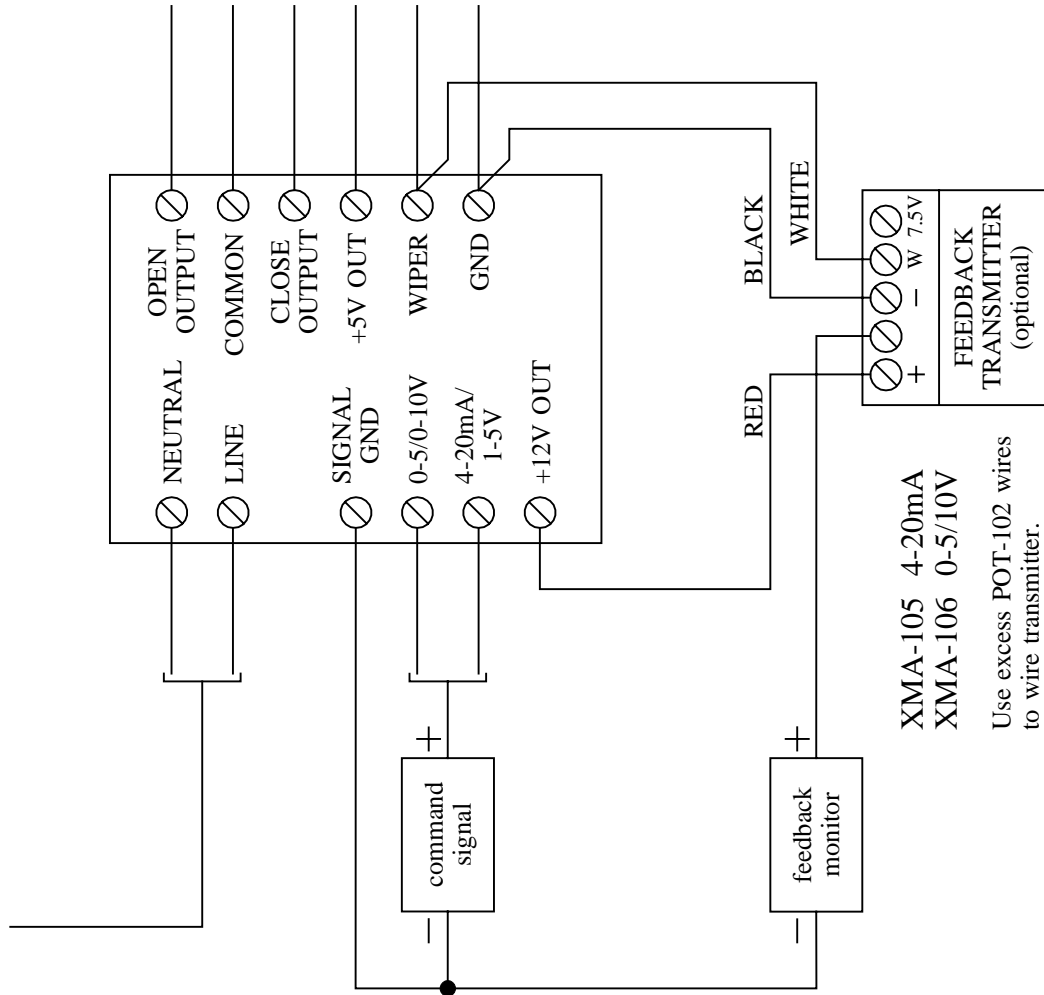 OPEN
OUTPUT
COMMON
CLOSE
OUTPUT
+5V OUT
WIPER
GND
NEUTRAL
LINE
SIGNAL
GND
0-5/0-10V
4-20mA/
1-5V
+12V OUT
WHITE
BLACK
RED
7.5V
W
−
+
FEEDBACK
TRANSMITTER
(optional)
+
command
signal
−
+
feedback
monitor
−
XMA-105 4-20mA
XMA-106 0-5/10V
Use excess POT-102 wires
to wire transmitter.